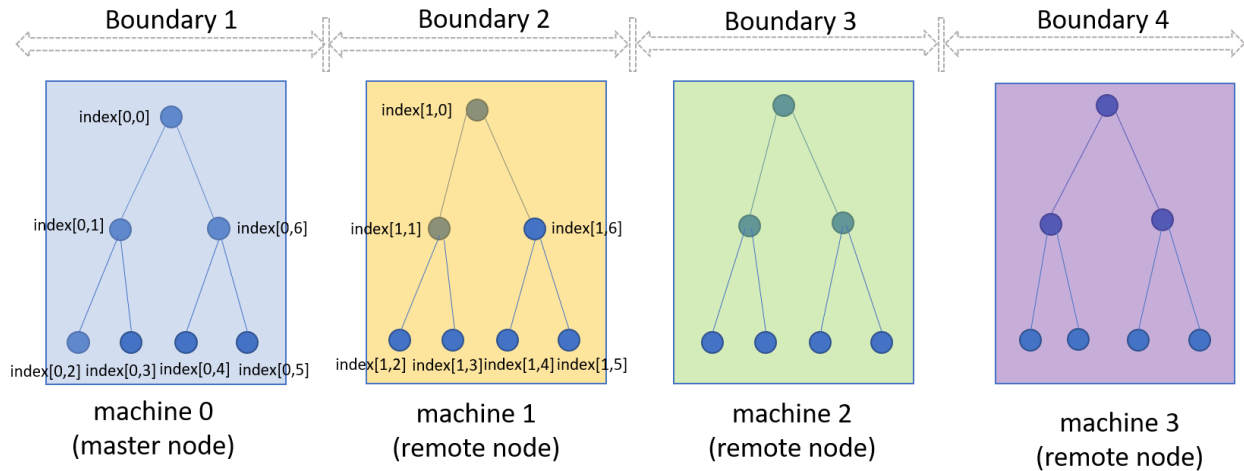 Boundary 1
Boundary 2
Boundary 3
Boundary 4
index[0,0]
index[1,0]
index[0,1]
index[0,6]
index[1,1]
index[1,6]
index[0,2]
index[0,3]
index[0,4]
index[0,5]
index[1,2]
index[1,3]
index[1,4]
index[1,5]
machine 0
(master node)
machine 1
(remote node)
machine 2
(remote node)
machine 3
(remote node)